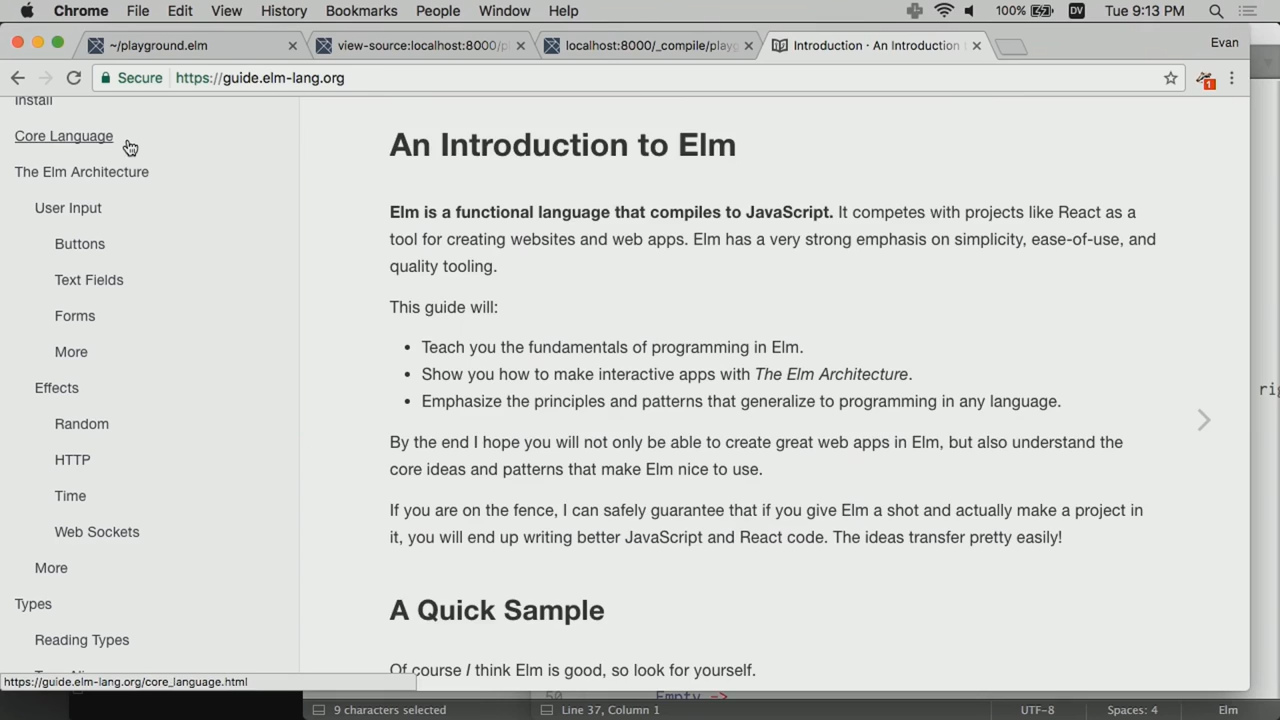 Chrome File Edit View History Bookmarks People Window Help 100% DV Tue 9:13 PM
~/playground.elm view-source:localhost:8000/pl localhost:8000/_compile/playg Introduction · An Introduction Evan
Secure https://guide.elm-lang.org 1
Install
Core Language
The Elm Architecture
User Input
Buttons
Text Fields
Forms
More
Effects
Random
HTTP
Time
Web Sockets
More
Types
Reading Types
https://guide.elm-lang.org/core_language.html
An Introduction to Elm
Elm is a functional language that compiles to JavaScript. It competes with projects like React as a
tool for creating websites and web apps. Elm has a very strong emphasis on simplicity, ease-of-use, and
quality tooling.
This guide will:
• Teach you the fundamentals of programming in Elm.
• Show you how to make interactive apps with The Elm Architecture.
• Emphasize the principles and patterns that generalize to programming in any language.
By the end I hope you will not only be able to create great web apps in Elm, but also understand the
core ideas and patterns that make Elm nice to use.
If you are on the fence, I can safely guarantee that if you give Elm a shot and actually make a project in
it, you will end up writing better JavaScript and React code. The ideas transfer pretty easily!
A Quick Sample
Of course I think Elm is good, so look for yourself.
50 Empty ->
9 characters selected Line 37, Column 1 UTF-8 Spaces: 4 Elm